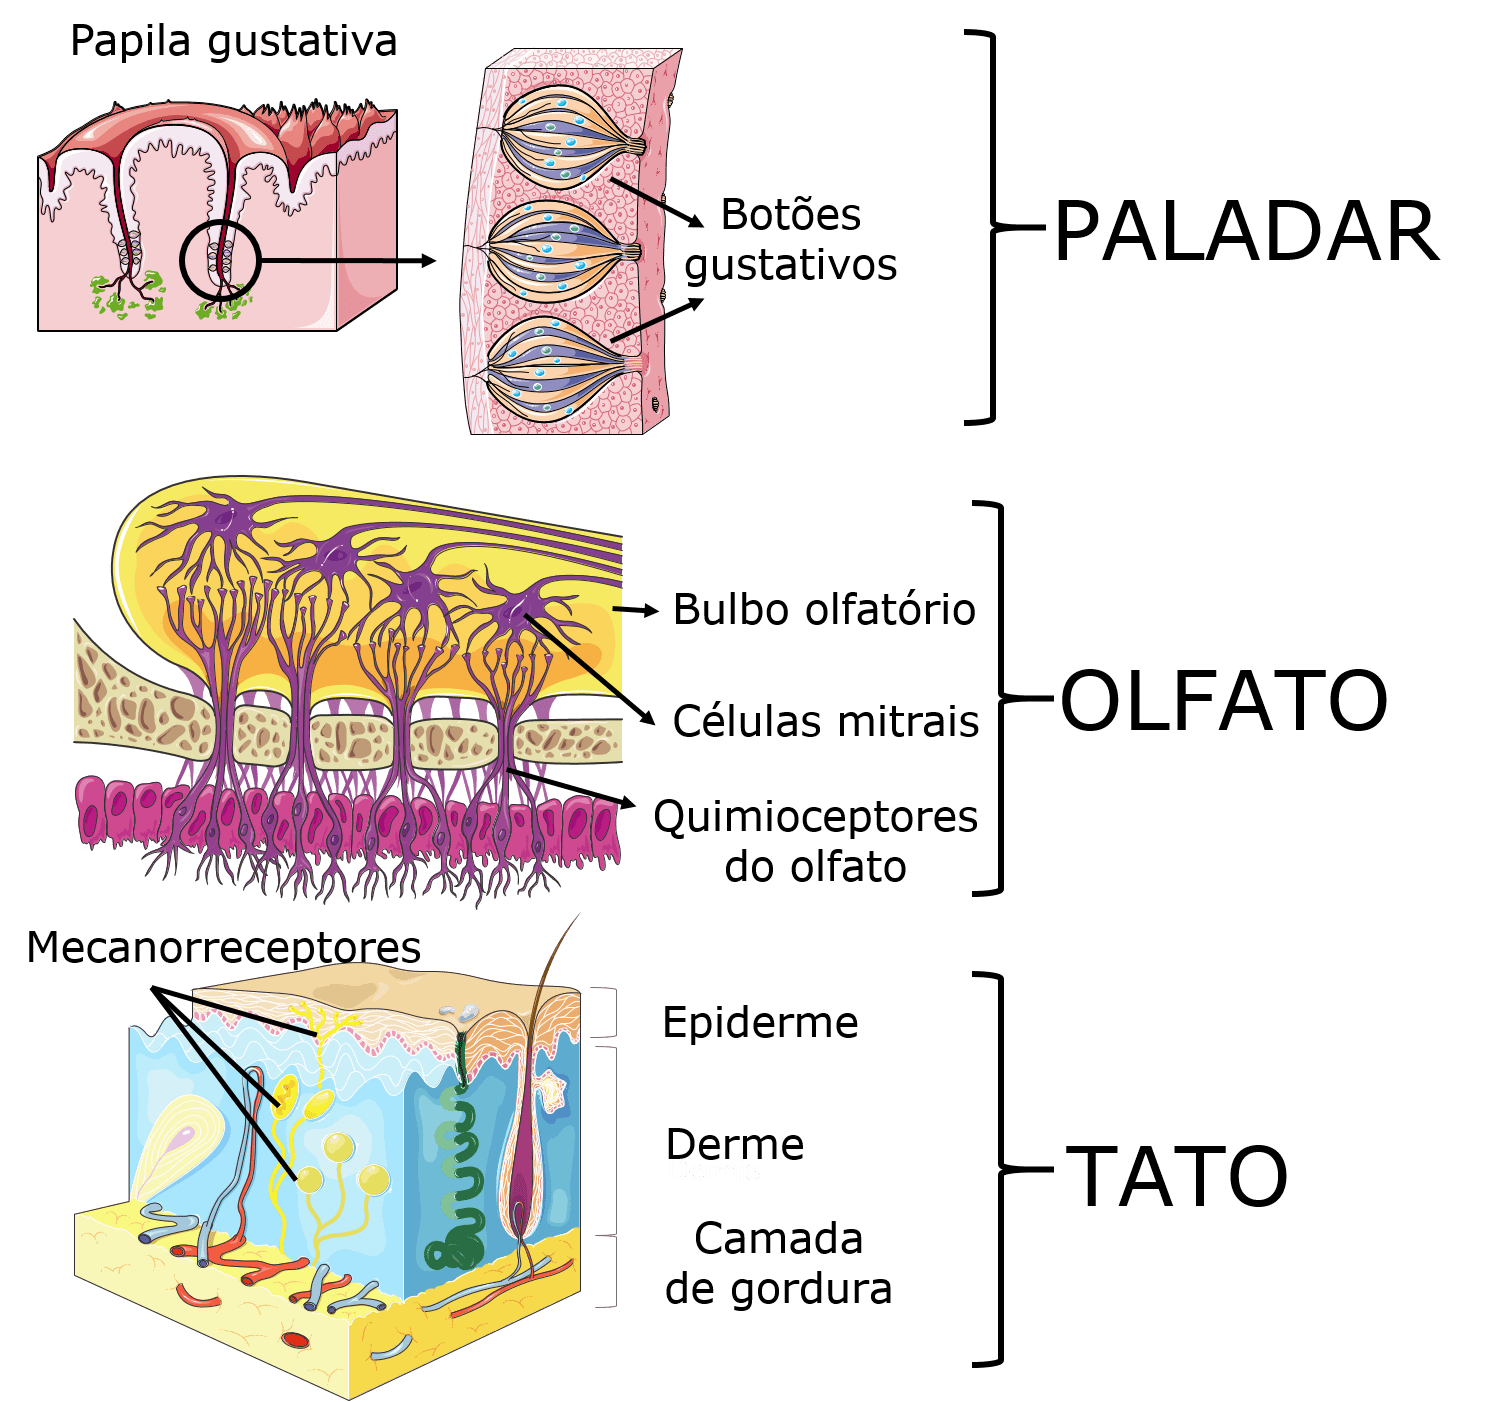 Papila gustativa
Botões
gustativos
PALADAR
Bulbo olfatório
Células mitrais
Quimioceptores
do olfato
OLFATO
Mecanorreceptores
Epiderme
Derme
Camada
de gordura
TATO